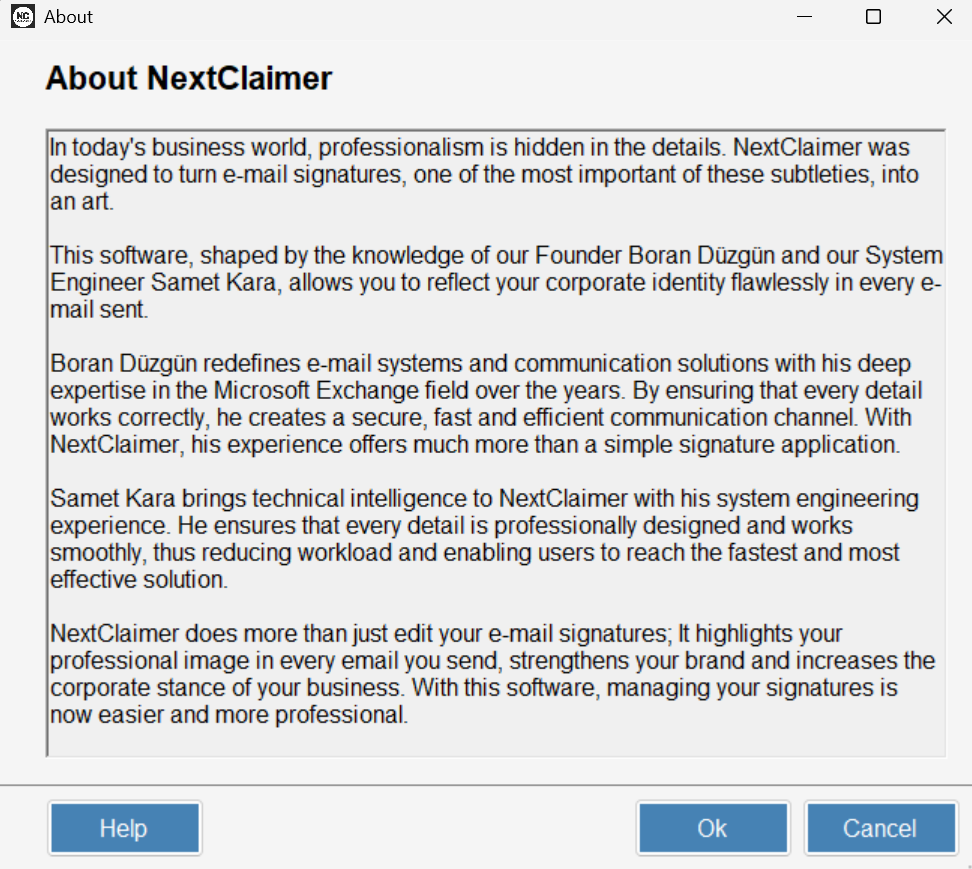 NC
About
About NextClaimer
In today's business world, professionalism is hidden in the details. NextClaimer was
designed to turn e-mail signatures, one of the most important of these subtleties, into
an art.
This software, shaped by the knowledge of our Founder Boran Düzgün and our System
Engineer Samet Kara, allows you to reflect your corporate identity flawlessly in every e-
mail sent.
Boran Düzgün redefines e-mail systems and communication solutions with his deep
expertise in the Microsoft Exchange field over the years. By ensuring that every detail
works correctly, he creates a secure, fast and efficient communication channel. With
NextClaimer, his experience offers much more than a simple signature application.
Samet Kara brings technical intelligence to NextClaimer with his system engineering
experience. He ensures that every detail is professionally designed and works
smoothly, thus reducing workload and enabling users to reach the fastest and most
effective solution.
NextClaimer does more than just edit your e-mail signatures; It highlights your
professional image in every email you send, strengthens your brand and increases the
corporate stance of your business. With this software, managing your signatures is
now easier and more professional.
Help
Ok
Cancel